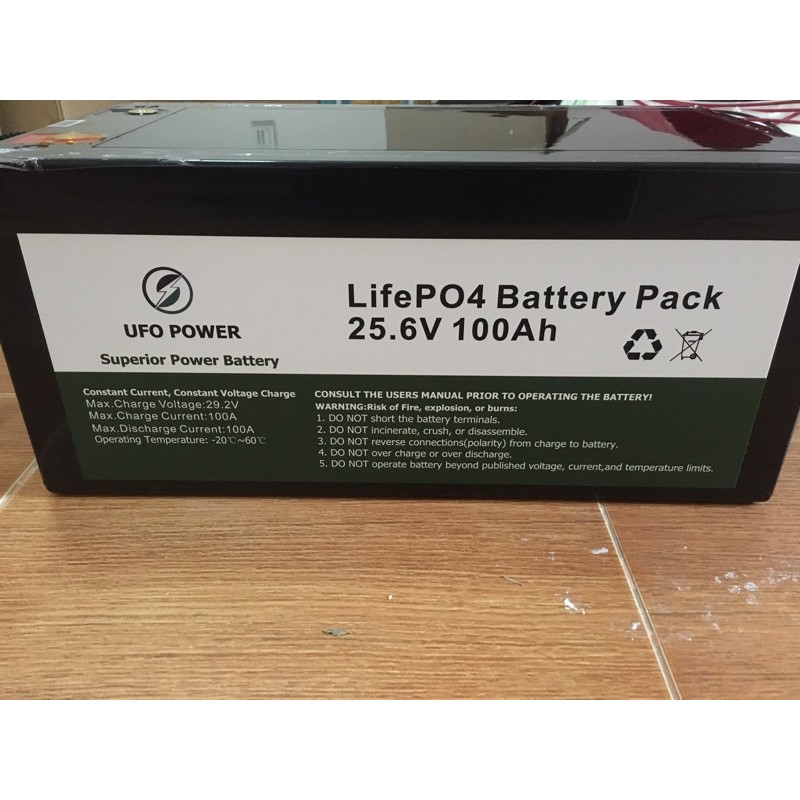 UFO POWER
Superior Power Battery
LifePO4 Battery Pack
25.6V 100Ah
Constant Current, Constant Voltage Charge
Max.Charge Voltage:29.2V
Max.Charge Current:100A
Max.Discharge Current:100A
Operating Temperature: -20℃~60℃
CONSULT THE USERS MANUAL PRIOR TO OPERATING THE BATTERY!
WARNING:Risk of Fire, explosion, or burns:
1. DO NOT short the battery terminals.
2. DO NOT incinerate, crush, or disassemble.
3. DO NOT reverse connections(polarity) from charge to battery.
4. DO NOT over charge or over discharge.
5. DO NOT operate battery beyond published voltage, current,and temperature limits.